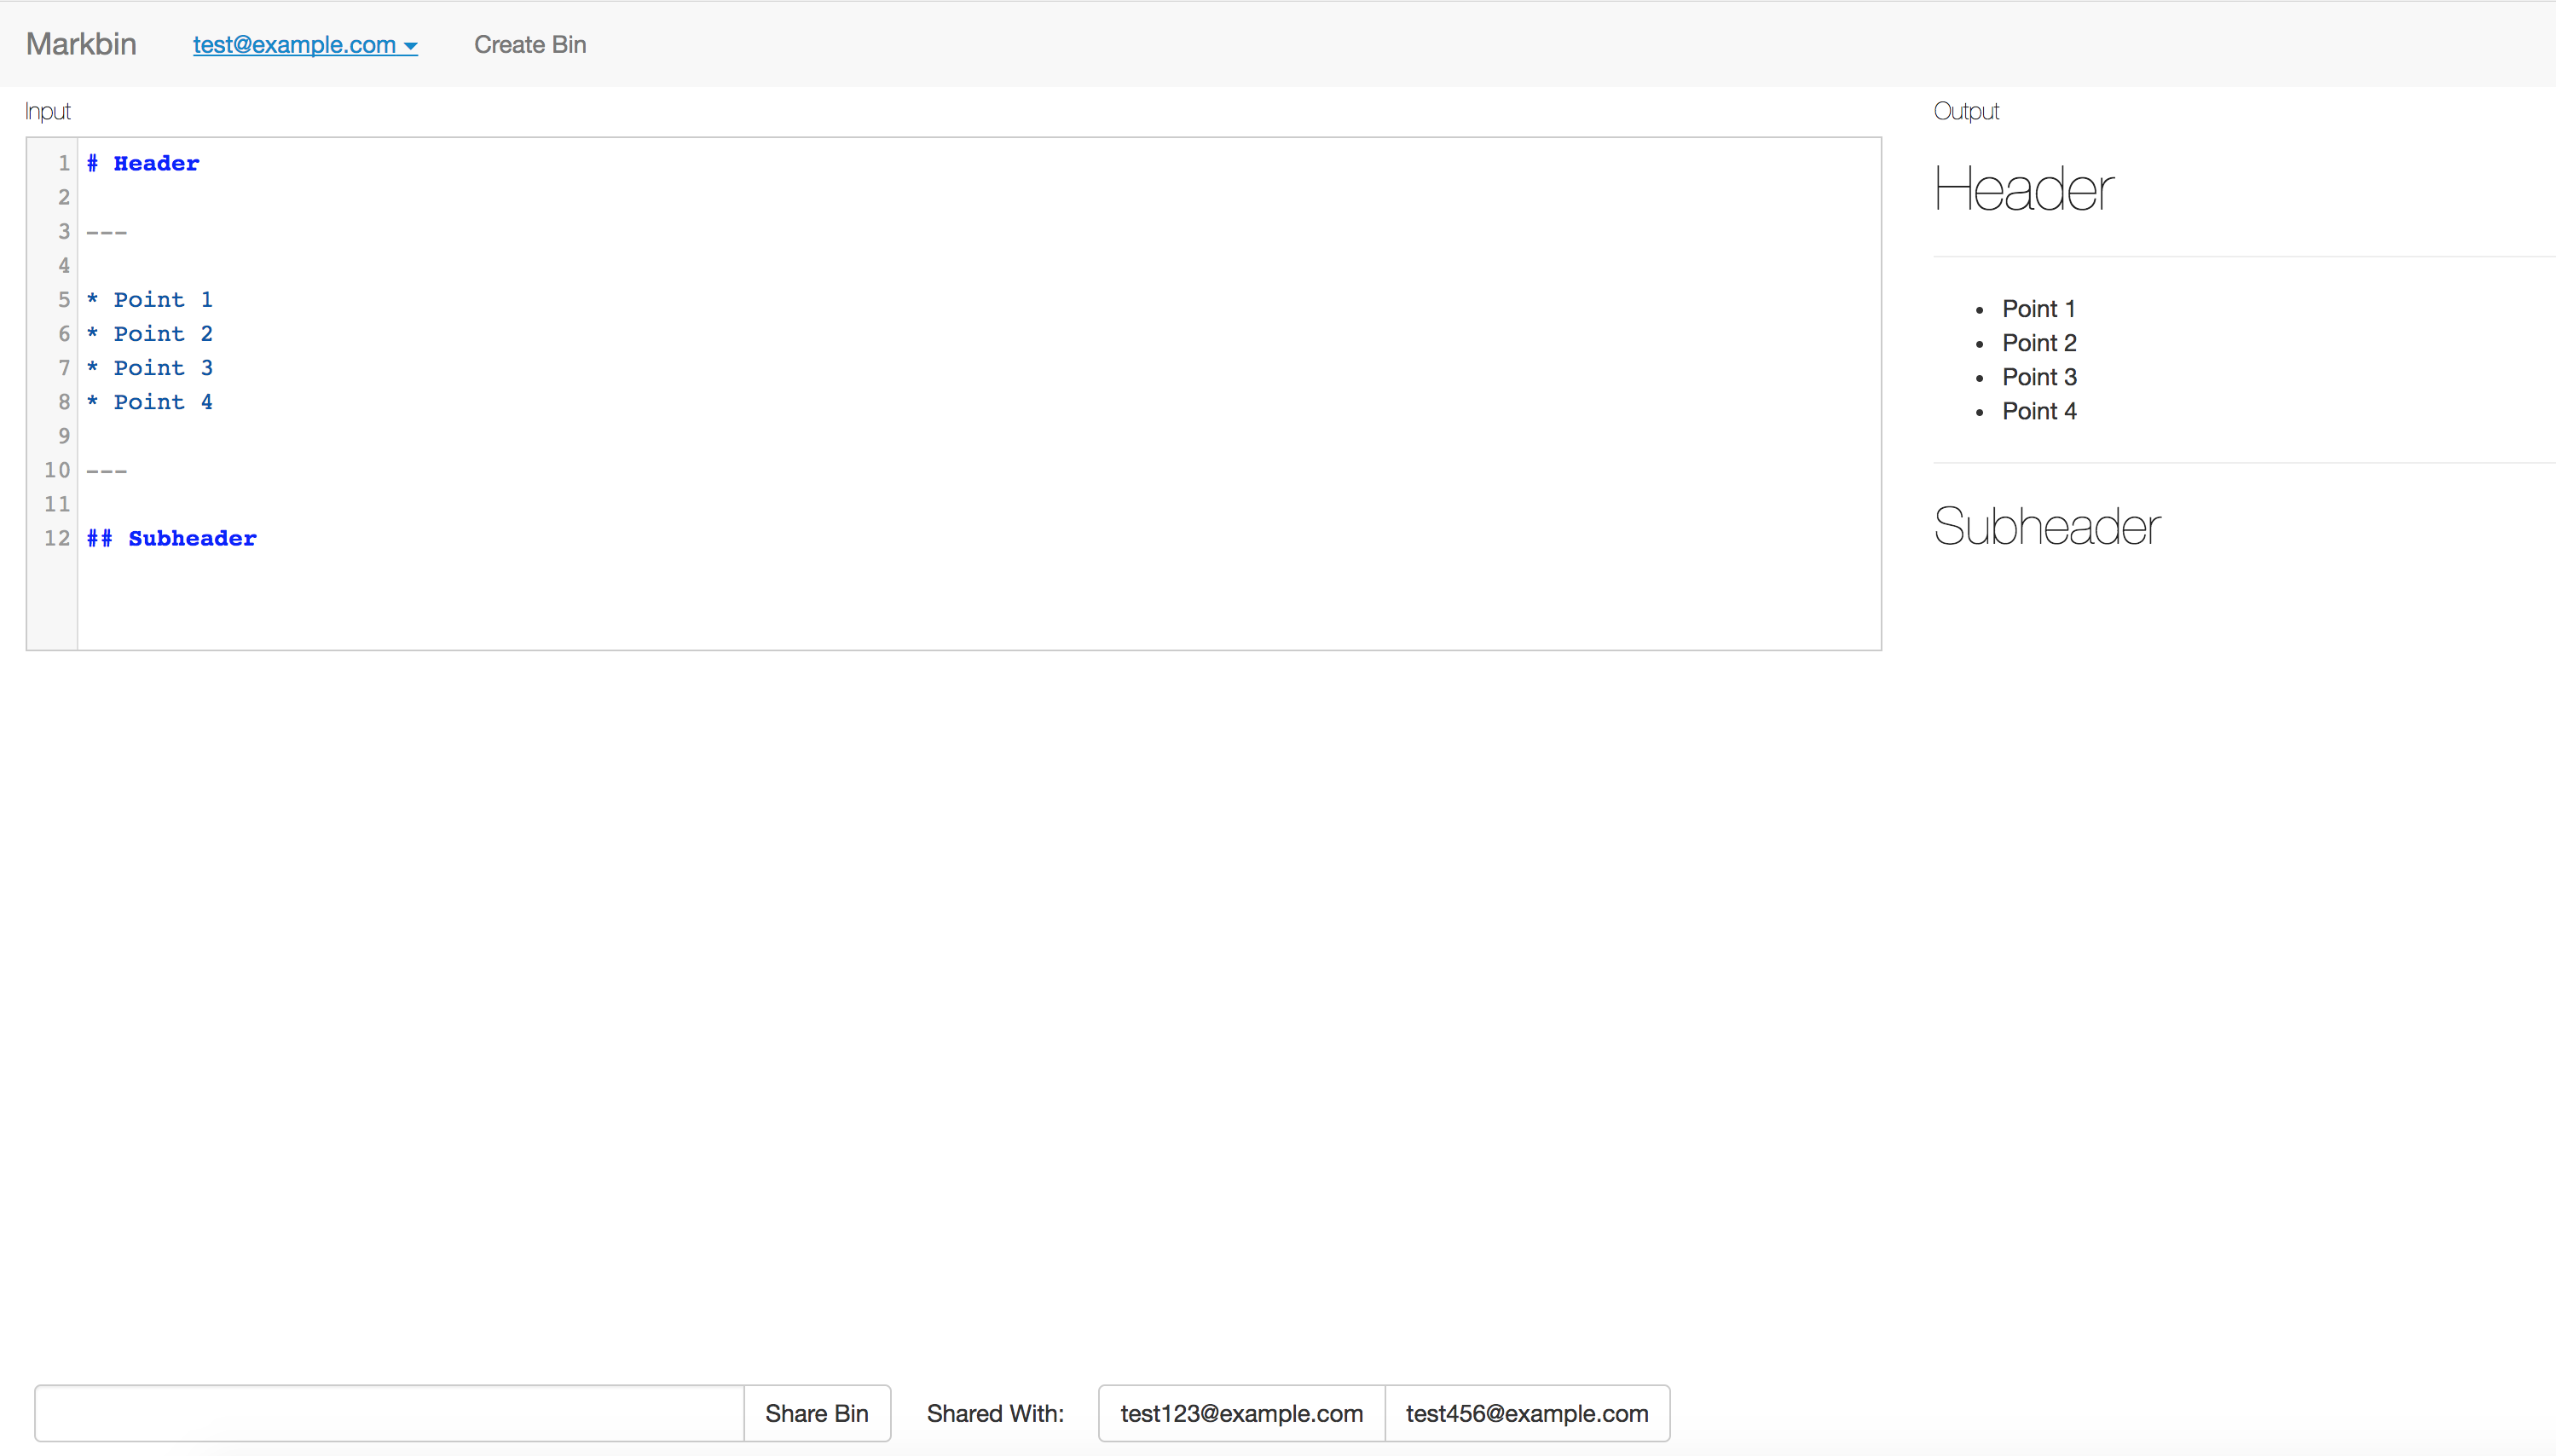 Markbin test@example.com Create Bin
Input
1 # Header
2
3 ---
4
5 * Point 1
6 * Point 2
7 * Point 3
8 * Point 4
9
10 ---
11
12 ## Subheader
Output
Header
• Point 1
• Point 2
• Point 3
• Point 4
Subheader
Share Bin Shared With: test123@example.com test456@example.com